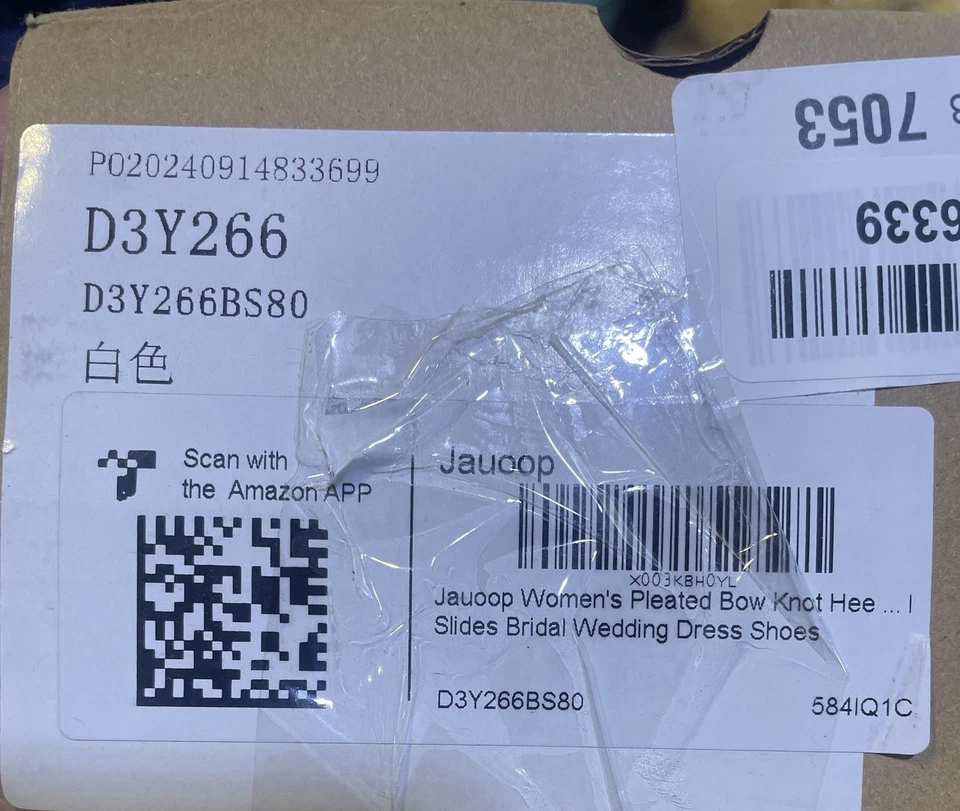 PO20240914833699
D3Y266
D3Y266BS80
白色
7053
6339
Scan with
the Amazon APP
Jauoop
X003KBH0YL
Jauoop Women's Pleated Bow Knot Hee ... l
Slides Bridal Wedding Dress Shoes
D3Y266BS80
584IQ1C